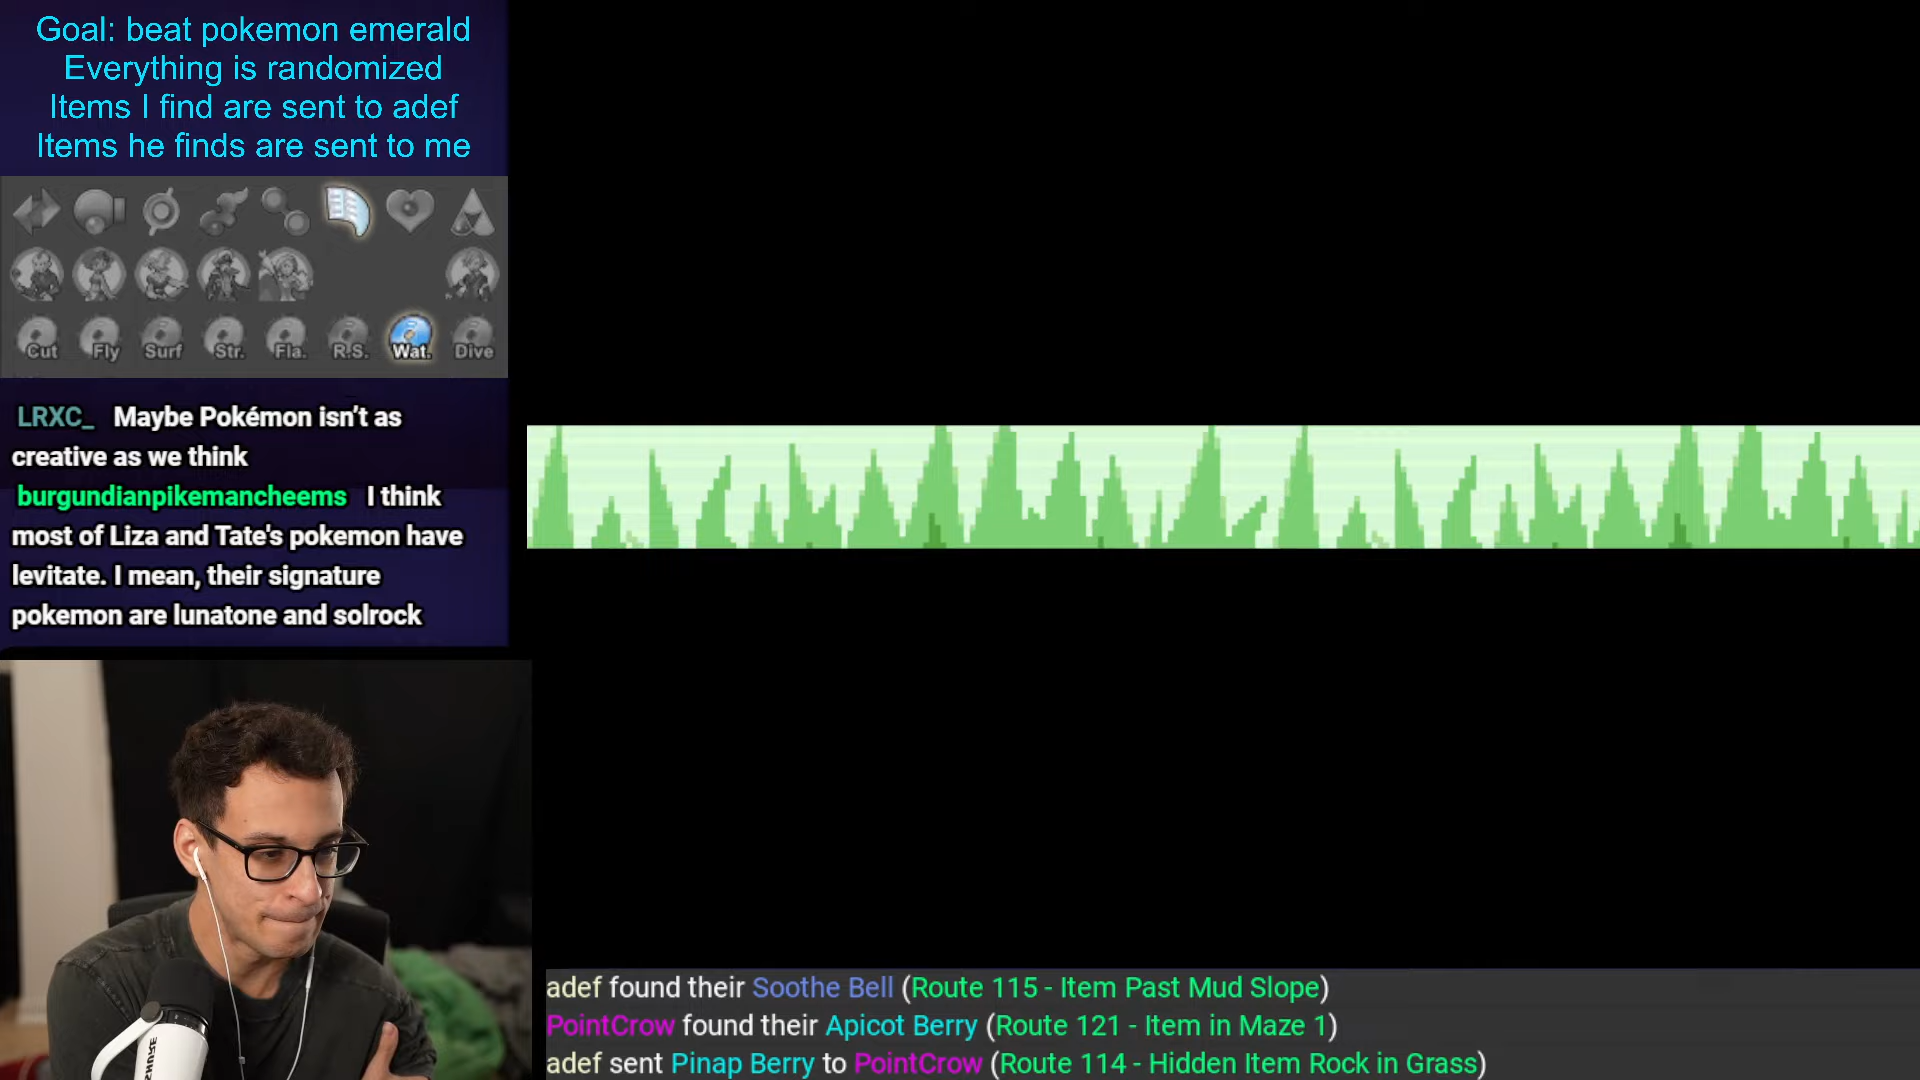 Goal: beat pokemon emerald
Everything is randomized
Items I find are sent to adef
Items he finds are sent to me
Cut Fly Surf Str. Fla. R.S. Wat. Dive
LRXC_ Maybe Pokémon isn't as
creative as we think
burgundianpikemancheems I think
most of Liza and Tate's pokemon have
levitate. I mean, their signature
pokemon are lunatone and solrock
SHURE
adef found their Soothe Bell (Route 115 - Item Past Mud Slope)
PointCrow found their Apicot Berry (Route 121 - Item in Maze 1)
adef sent Pinap Berry to PointCrow (Route 114 - Hidden Item Rock in Grass)